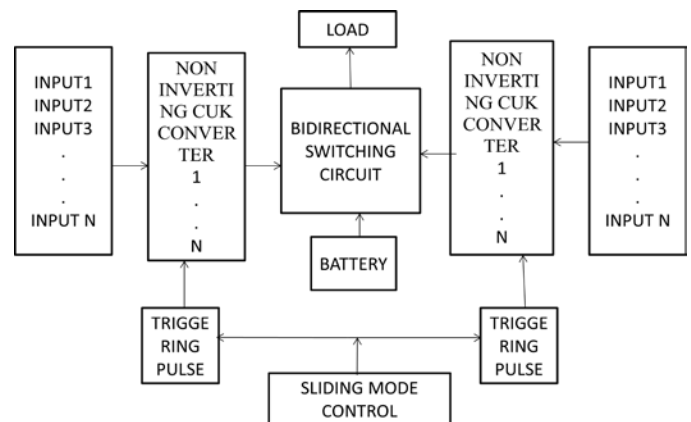 LOAD
INPUT1
INPUT2
INPUT3
.
.
.
INPUT N
NON
INVERTI
NG CUK
CONVER
TER
1
.
.
N
BIDIRECTIONAL
SWITCHING
CIRCUIT
NON
INVERTI
NG CUK
CONVER
TER
1
.
.
N
INPUT1
INPUT2
INPUT3
.
.
.
INPUT N
BATTERY
TRIGGE
RING
PULSE
TRIGGE
RING
PULSE
SLIDING MODE
CONTROL